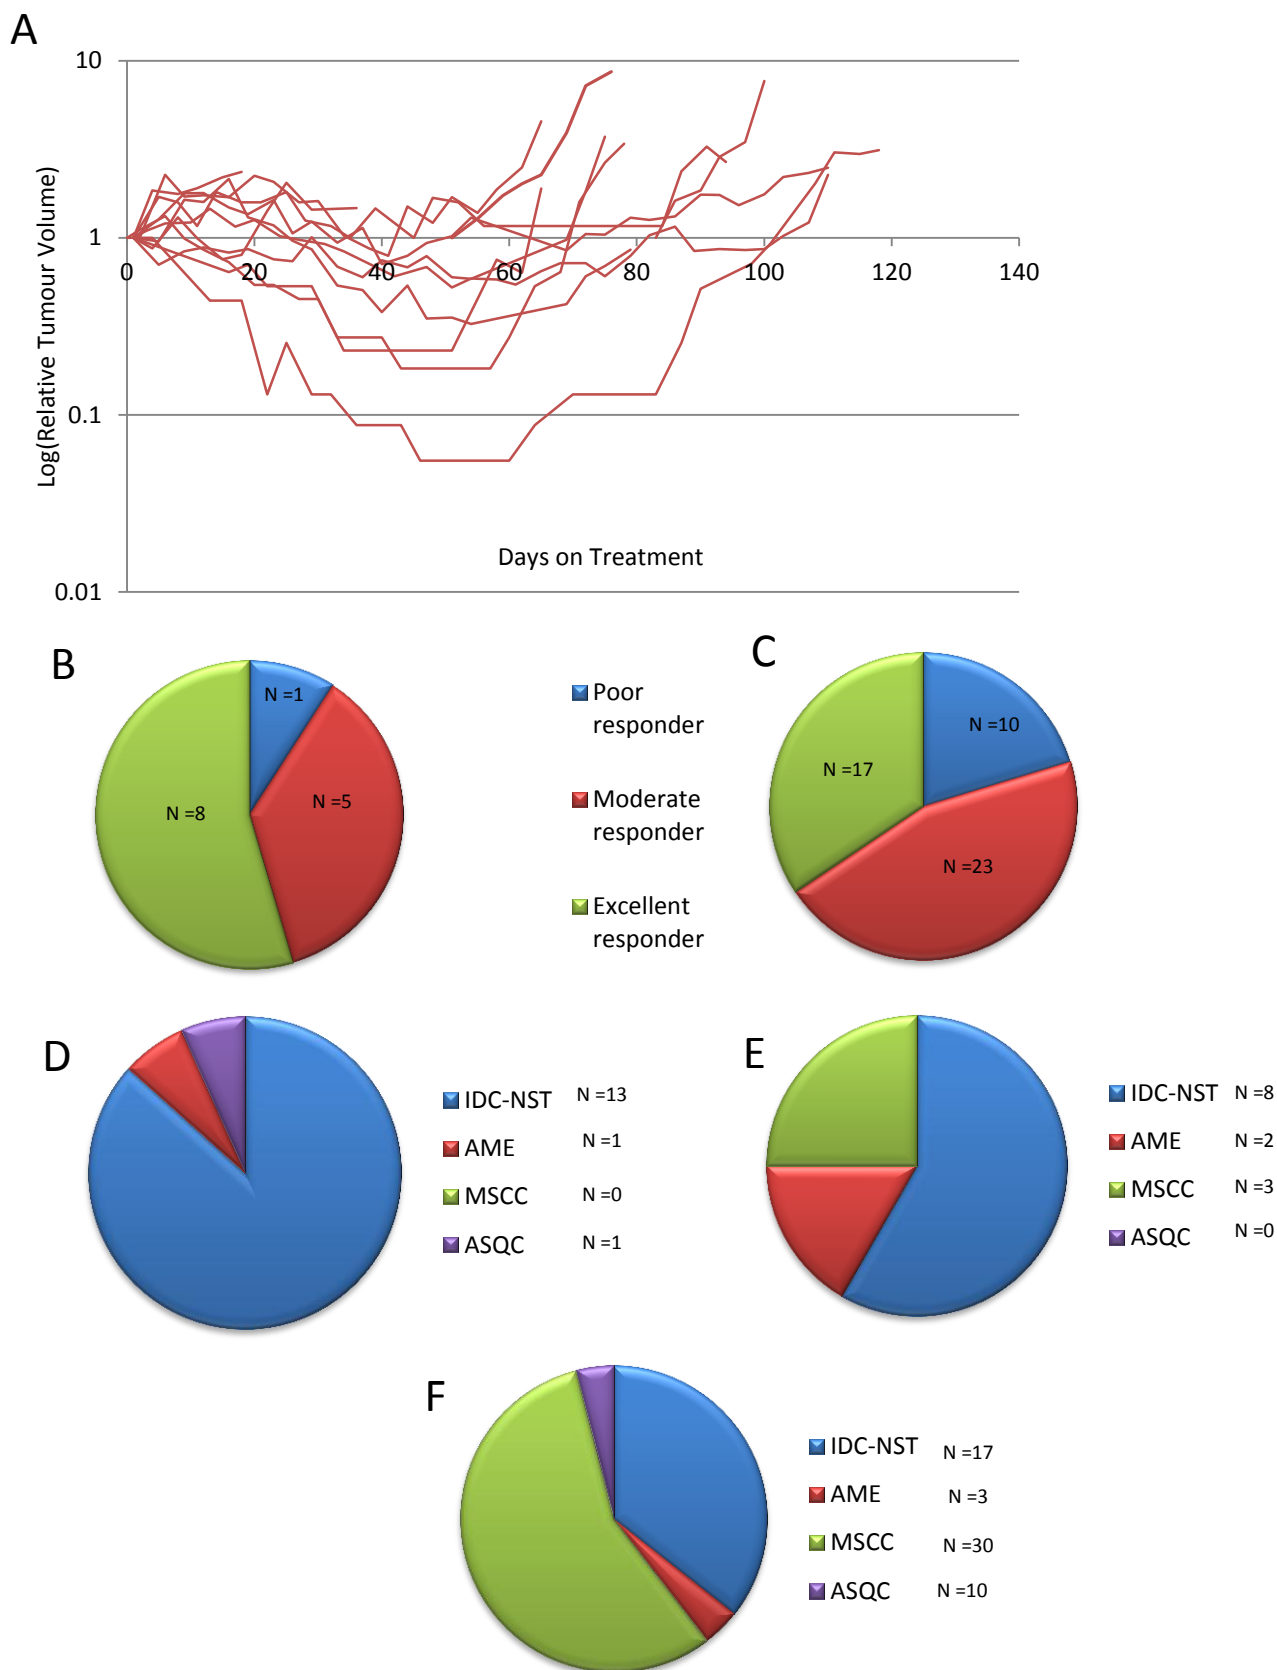 A
10
1
0.1
0.01
Log(Relative Tumour Volume)
0
20
40
60
80
100
120
140
Days on Treatment
B
N =1
N =5
N =8
Poor
responder
Moderate
responder
Excellent
responder
C
N =10
N =17
N =23
D
IDC-NST N =13
AME N =1
MSCC N =0
ASQC N =1
E
IDC-NST N =8
AME N =2
MSCC N =3
ASQC N =0
F
IDC-NST N =17
AME N =3
MSCC N =30
ASQC N =10